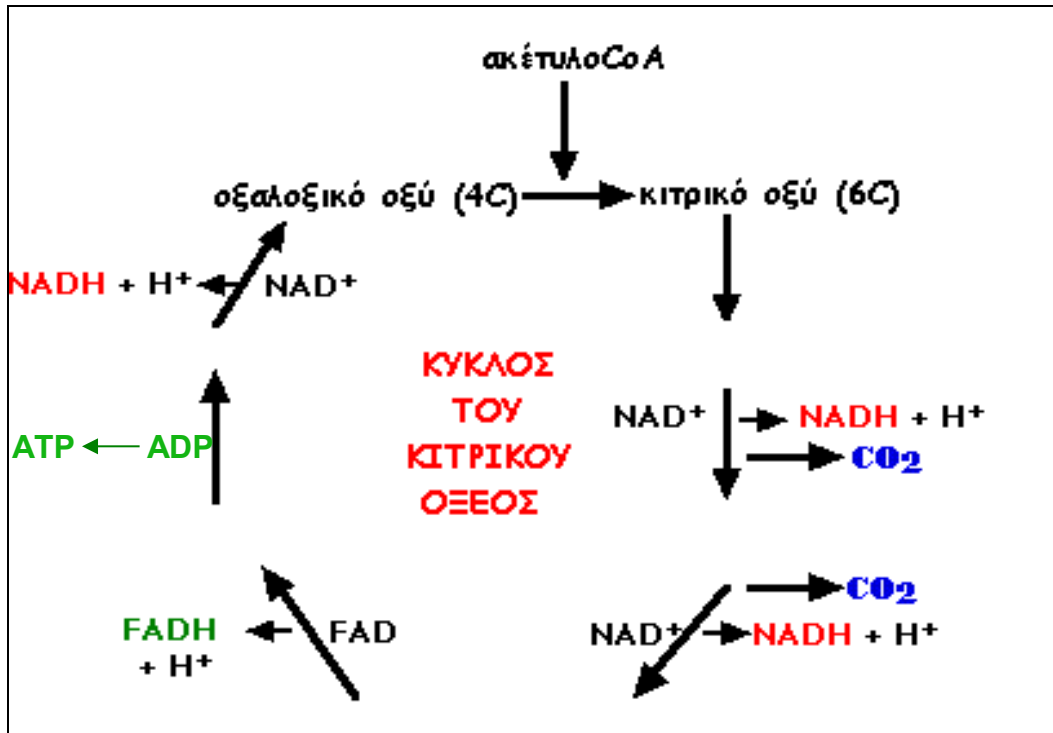 ακέτυλοCoA
οξαλοξικό οξύ (4C)
κιτρικό οξύ (6C)
NADH + H⁺
NAD⁺
ΚΥΚΛΟΣ
ΤΟΥ
ΚΙΤΡΙΚΟΥ
ΟΞΕΟΣ
NAD⁺
NADH + H⁺
CO₂
ATP
ADP
CO₂
NAD⁺
NADH + H⁺
FADH
+ H⁺
FAD